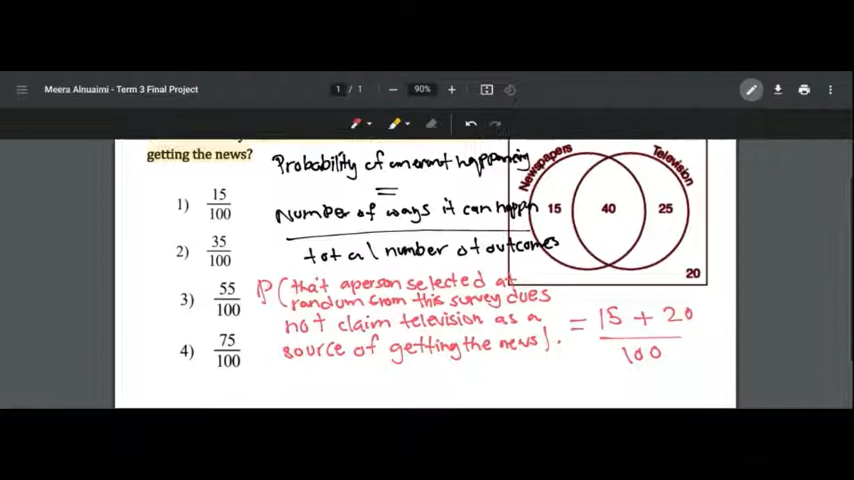 Meera Alnuaimi - Term 3 Final Project
1 / 1
90%
getting the news?
1) 15/100
2) 35/100
3) 55/100
4) 75/100
Probability of an event happening
=
Number of ways it can happn
total number of outcomes
Newspapers
Television
15
40
25
20
P (that a person selected at
random from this survey dues
not claim television as a
source of getting the news).
= 15 + 20
100